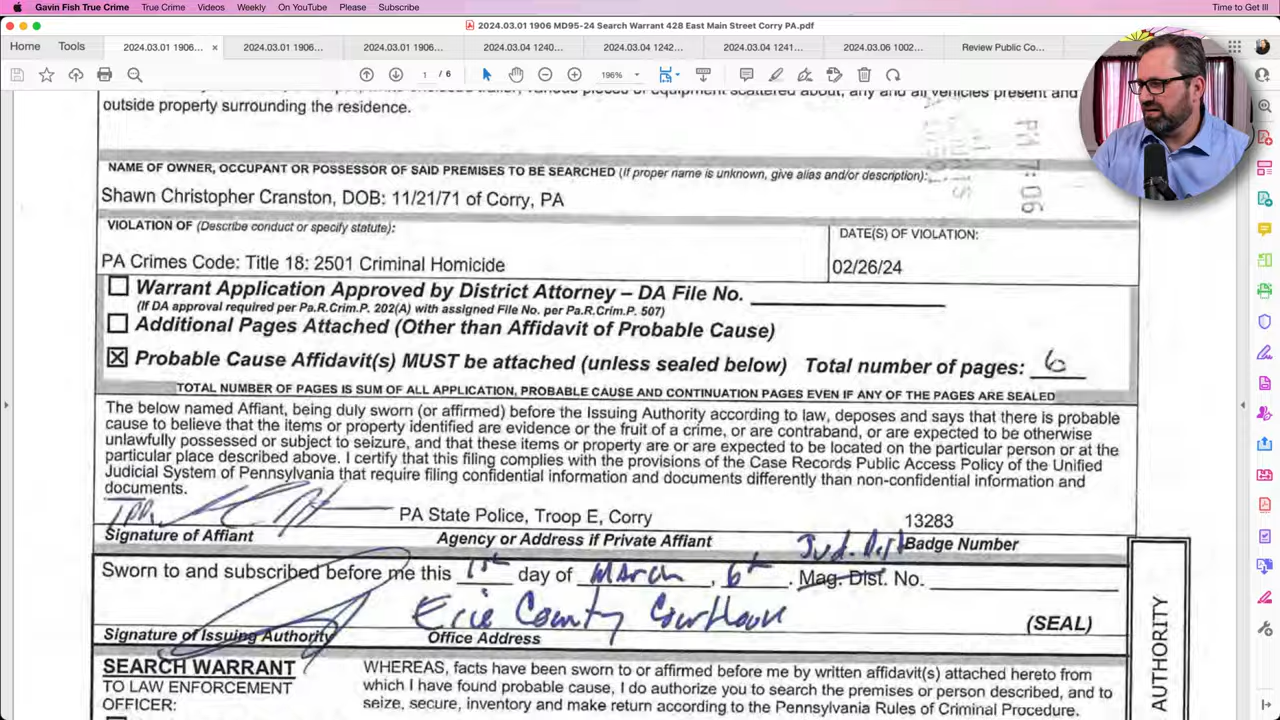 Gavin Fish True Crime True Crime Videos Weekly On YouTube Please Subscribe Time to Get Ill
2024.03.01 1906 MD95-24 Search Warrant 428 East Main Street Corry PA.pdf
Home Tools 2024.03.01 1906... × 2024.03.01 1906... 2024.03.01 1906... 2024.03.04 1240... 2024.03.04 1242... 2024.03.04 1241... 2024.03.06 1002... Review Public Co...
1 / 6 196%
scattered about, any and all vehicles present and
outside property surrounding the residence.
PM 7:06
NAME OF OWNER, OCCUPANT OR POSSESSOR OF SAID PREMISES TO BE SEARCHED (If proper name is unknown, give alias and/or description):
Shawn Christopher Cranston, DOB: 11/21/71 of Corry, PA
VIOLATION OF (Describe conduct or specify statute): DATE(S) OF VIOLATION:
PA Crimes Code: Title 18: 2501 Criminal Homicide 02/26/24
Warrant Application Approved by District Attorney – DA File No.
(If DA approval required per Pa.R.Crim.P. 202(A) with assigned File No. per Pa.R.Crim.P. 507)
Additional Pages Attached (Other than Affidavit of Probable Cause)
Probable Cause Affidavit(s) MUST be attached (unless sealed below) Total number of pages: 6
TOTAL NUMBER OF PAGES IS SUM OF ALL APPLICATION, PROBABLE CAUSE AND CONTINUATION PAGES EVEN IF ANY OF THE PAGES ARE SEALED
The below named Affiant, being duly sworn (or affirmed) before the Issuing Authority according to law, deposes and says that there is probable
cause to believe that the items or property identified are evidence or the fruit of a crime, or are contraband, or are expected to be otherwise
unlawfully possessed or subject to seizure, and that these items or property are or are expected to be located on the particular person or at the
particular place described above. I certify that this filing complies with the provisions of the Case Records Public Access Policy of the Unified
Judicial System of Pennsylvania that require filing confidential information and documents differently than non-confidential information and
documents.
PA State Police, Troop E, Corry 13283
Signature of Affiant Agency or Address if Private Affiant Jud. Dist Badge Number
Sworn to and subscribed before me this 1st day of March, 6th. Mag. Dist. No.
Erie County Courthouse (SEAL)
Signature of Issuing Authority Office Address
SEARCH WARRANT WHEREAS, facts have been sworn to or affirmed before me by written affidavit(s) attached hereto from
TO LAW ENFORCEMENT which I have found probable cause, I do authorize you to search the premises or person described, and to
OFFICER: seize, secure, inventory and make return according to the Pennsylvania Rules of Criminal Procedure.
AUTHORITY